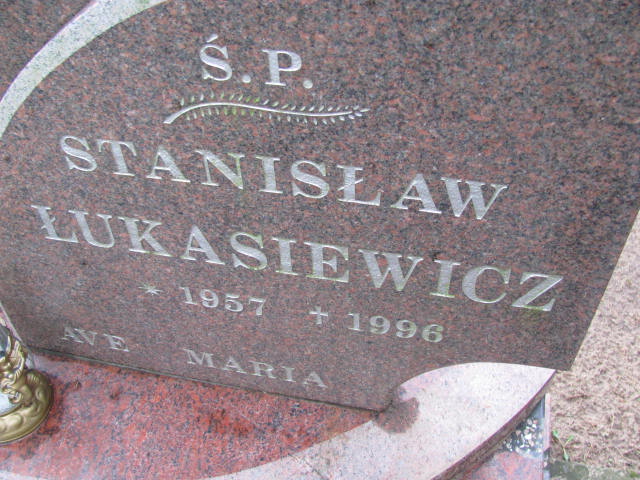 Ś.P.
STANISŁAW
ŁUKASIEWICZ
* 1957 ✝ 1996
AVE MARIA